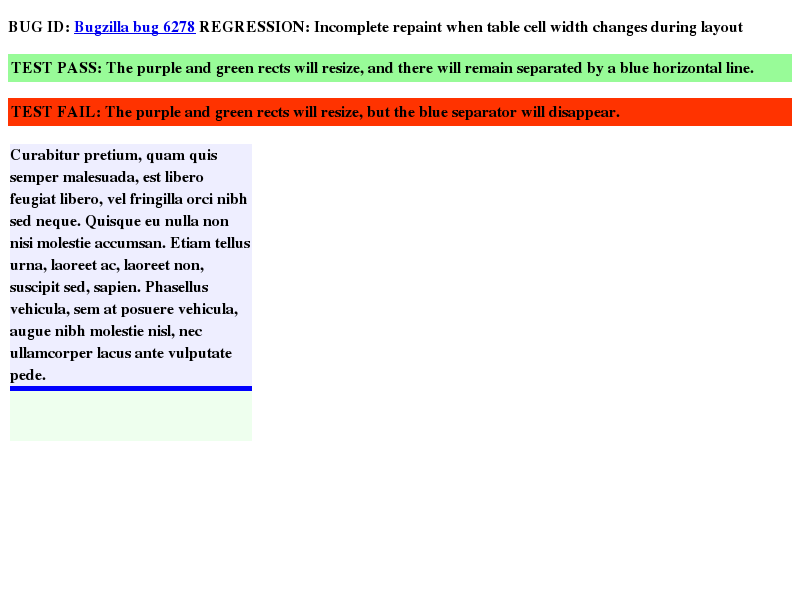 BUG ID: Bugzilla bug 6278 REGRESSION: Incomplete repaint when table cell width changes during layout
TEST PASS: The purple and green rects will resize, and there will remain separated by a blue horizontal line.
TEST FAIL: The purple and green rects will resize, but the blue separator will disappear.
Curabitur pretium, quam quis
semper malesuada, est libero
feugiat libero, vel fringilla orci nibh
sed neque. Quisque eu nulla non
nisi molestie accumsan. Etiam tellus
urna, laoreet ac, laoreet non,
suscipit sed, sapien. Phasellus
vehicula, sem at posuere vehicula,
augue nibh molestie nisl, nec
ullamcorper lacus ante vulputate
pede.